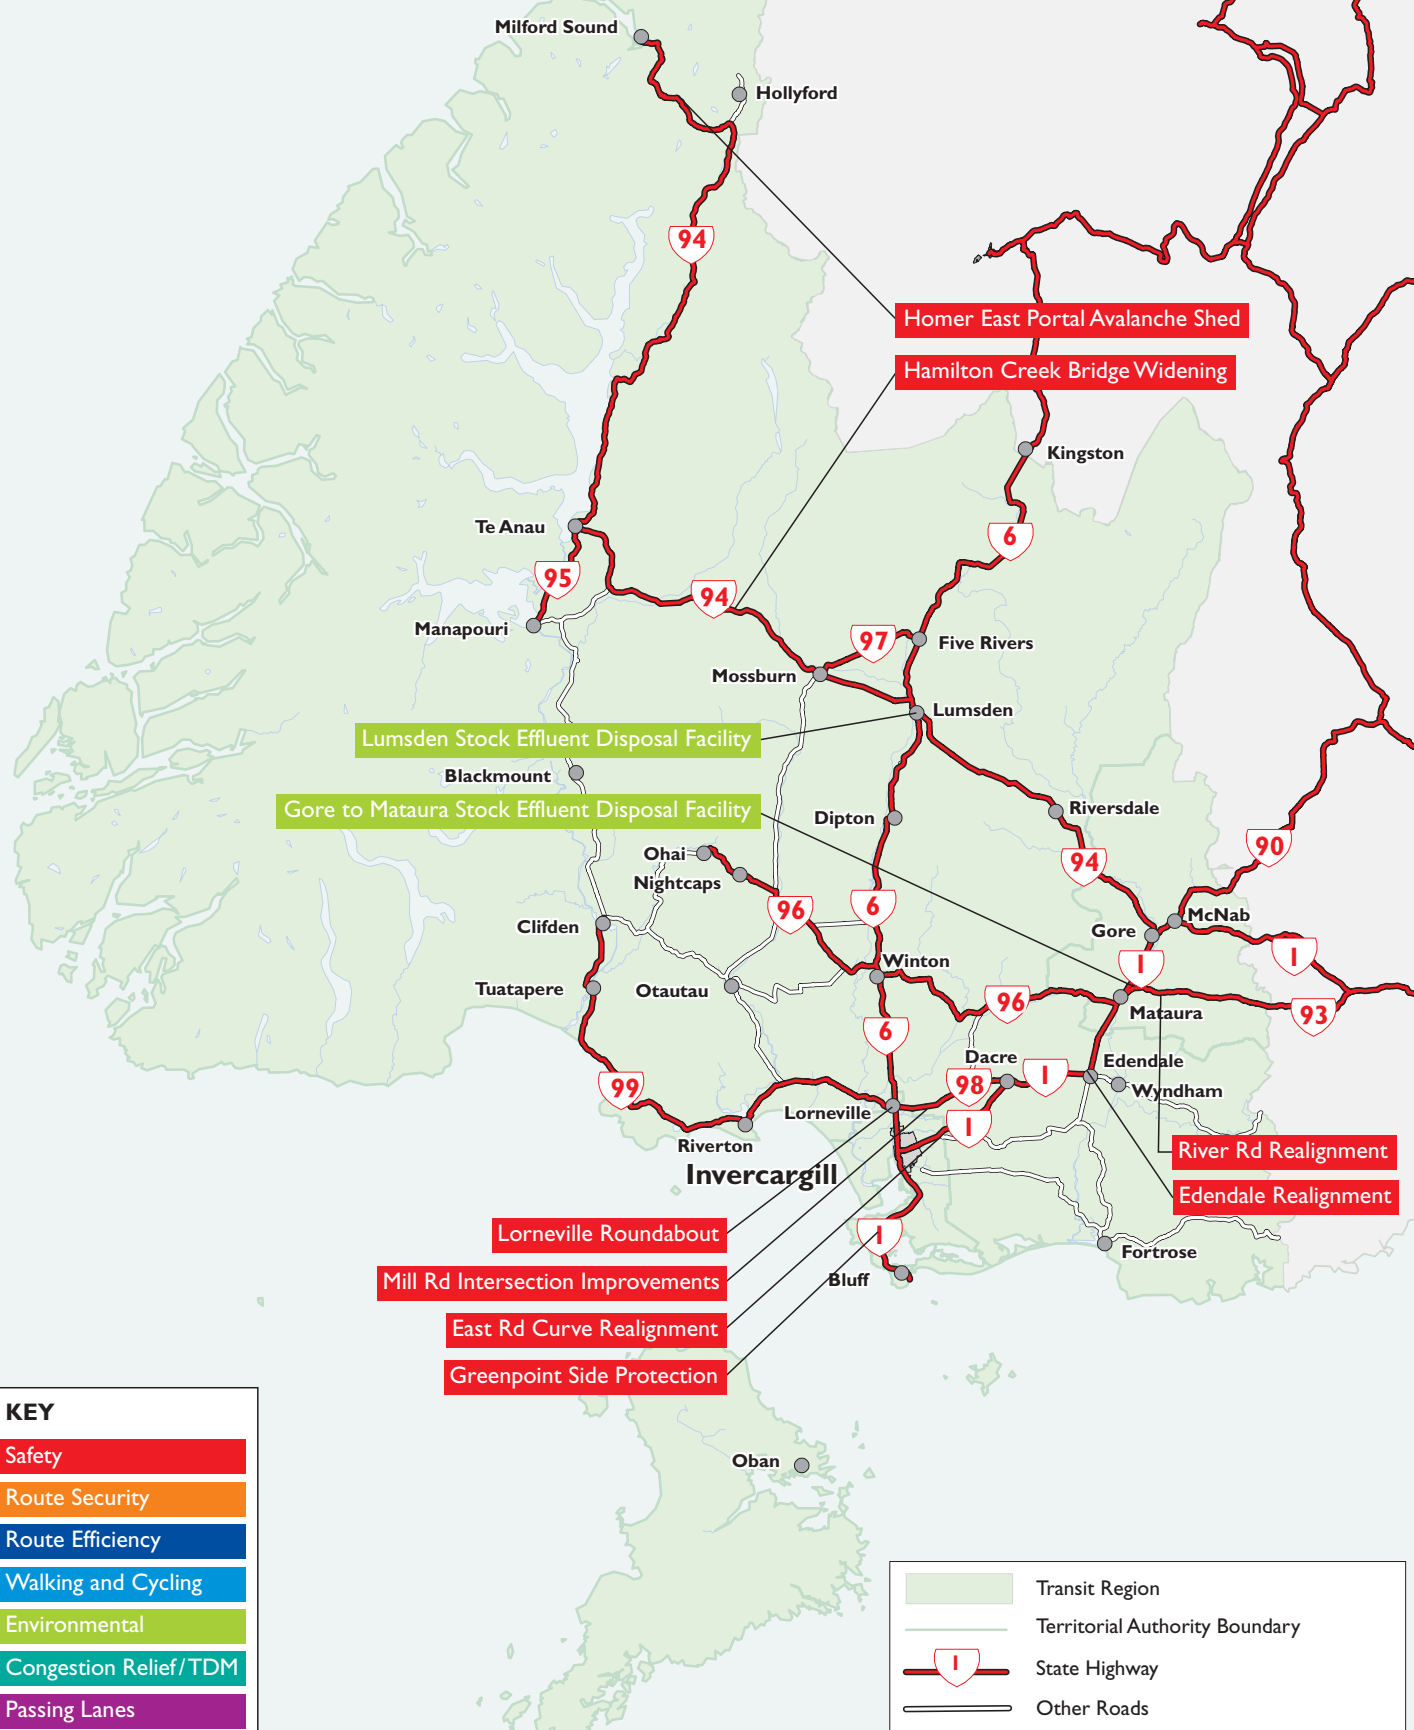 Milford Sound
Hollyford
94
Homer East Portal Avalanche Shed
Hamilton Creek Bridge Widening
Kingston
Te Anau
6
95
94
Manapouri
97
Five Rivers
Mossburn
Lumsden
Lumsden Stock Effluent Disposal Facility
Blackmount
Gore to Mataura Stock Effluent Disposal Facility
Riversdale
Dipton
90
Ohai
94
Nightcaps
96
6
McNab
Clifden
Gore
1
1
Winton
Tuatapere
Otautau
96
Mataura
93
6
Dacre
Edendale
99
98
1
Wyndham
Lorneville
1
Riverton
River Rd Realignment
Invercargill
Edendale Realignment
Lorneville Roundabout
1
Fortrose
Mill Rd Intersection Improvements
Bluff
East Rd Curve Realignment
Greenpoint Side Protection
Oban
KEY
Safety
Route Security
Route Efficiency
Walking and Cycling
Environmental
Congestion Relief/TDM
Passing Lanes
Transit Region
Territorial Authority Boundary
1
State Highway
Other Roads